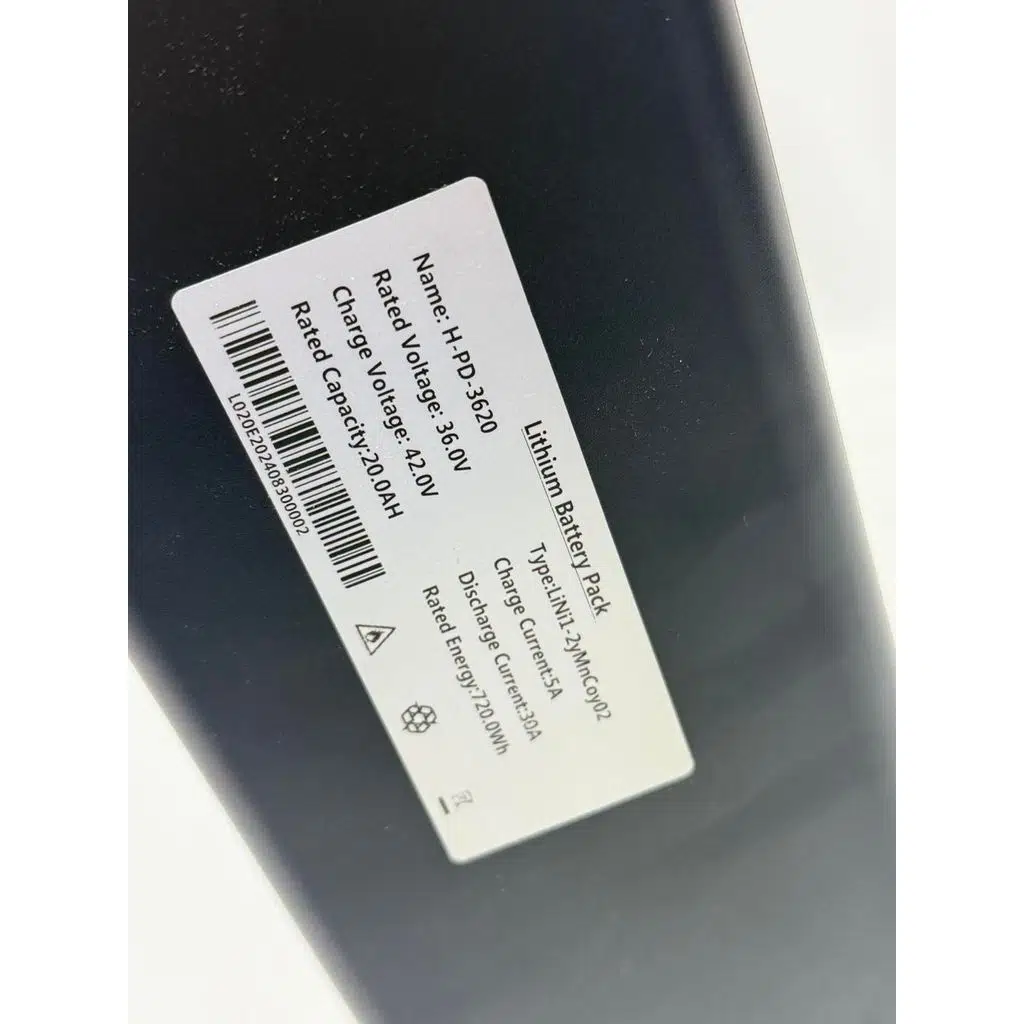 Lithium Battery Pack
Name: H-PD-3620
Type:LiNi1-2yMnCoy02
Rated Voltage: 36.0V
Charge Current:5A
Charge Voltage: 42.0V
Discharge Current:30A
Rated Capacity:20.0AH
Rated Energy:720.0Wh
L020E202408300002